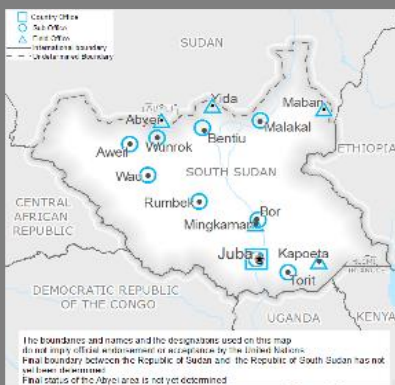 Country Office
Sub Office
Field Office
International boundary
Undetermined Boundary
SUDAN
Yida
Maban
Abyei
Malakal
Bentiu
Wunrok
Aweil
ETHIOPIA
Wau
SOUTH SUDAN
CENTRAL
AFRICAN
REPUBLIC
Rumbek
Bor
Mingkaman
Juba
Kapoeta
Torit
DEMOCRATIC REPUBLIC
OF THE CONGO
UGANDA
KENYA
The boundaries and names and the designations used on this map
do not imply official endorsement or acceptance by the United Nations
Final boundary between the Republic of Sudan and the Republic of South Sudan has not
yet been determined
Final status of the Abyei area is not yet determined